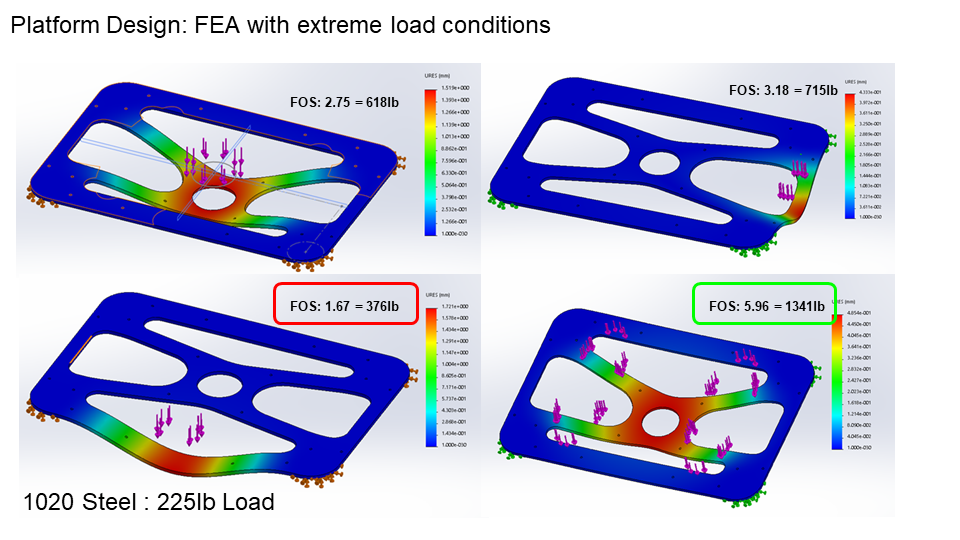 Platform Design: FEA with extreme load conditions
URES (mm)
FOS: 2.75 = 618lb
1.519e+000
1.393e+000
1.266e+000
1.139e+000
1.013e+000
8.862e-001
7.596e-001
6.330e-001
5.064e-001
3.798e-001
2.532e-001
1.266e-001
1.000e-030
URES (mm)
FOS: 3.18 = 715lb
4.333e-001
3.972e-001
3.611e-001
3.250e-001
2.889e-001
2.528e-001
2.166e-001
1.083e-001
7.221e-002
3.611e-002
1.000e-030
URES (mm)
FOS: 1.67 = 376lb
1.721e+000
1.578e+000
1.434e+000
1.291e+000
1.147e+000
1.004e+000
8.605e-001
7.171e-001
5.737e-001
4.303e-001
2.868e-001
1.434e-001
1.000e-030
URES (mm)
FOS: 5.96 = 1341lb
4.854e-001
4.450e-001
4.045e-001
3.641e-001
3.236e-001
2.832e-001
2.427e-001
2.023e-001
1.618e-001
1.214e-001
8.090e-002
4.045e-002
1.000e-030
1020 Steel : 225lb Load